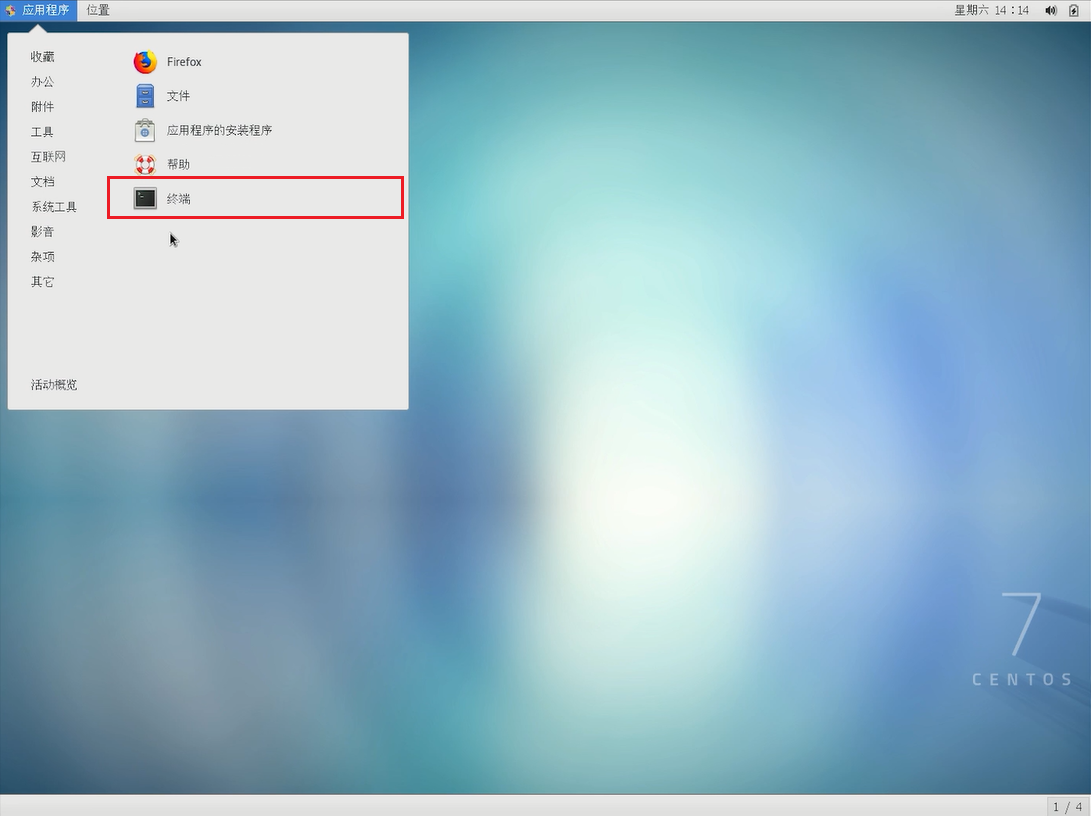 应用程序 位置 星期六 14：14
收藏
办公
附件
工具
互联网
文档
系统工具
影音
杂项
其它
活动概览
Firefox
文件
应用程序的安装程序
帮助
终端
7
CENTOS
1 / 4